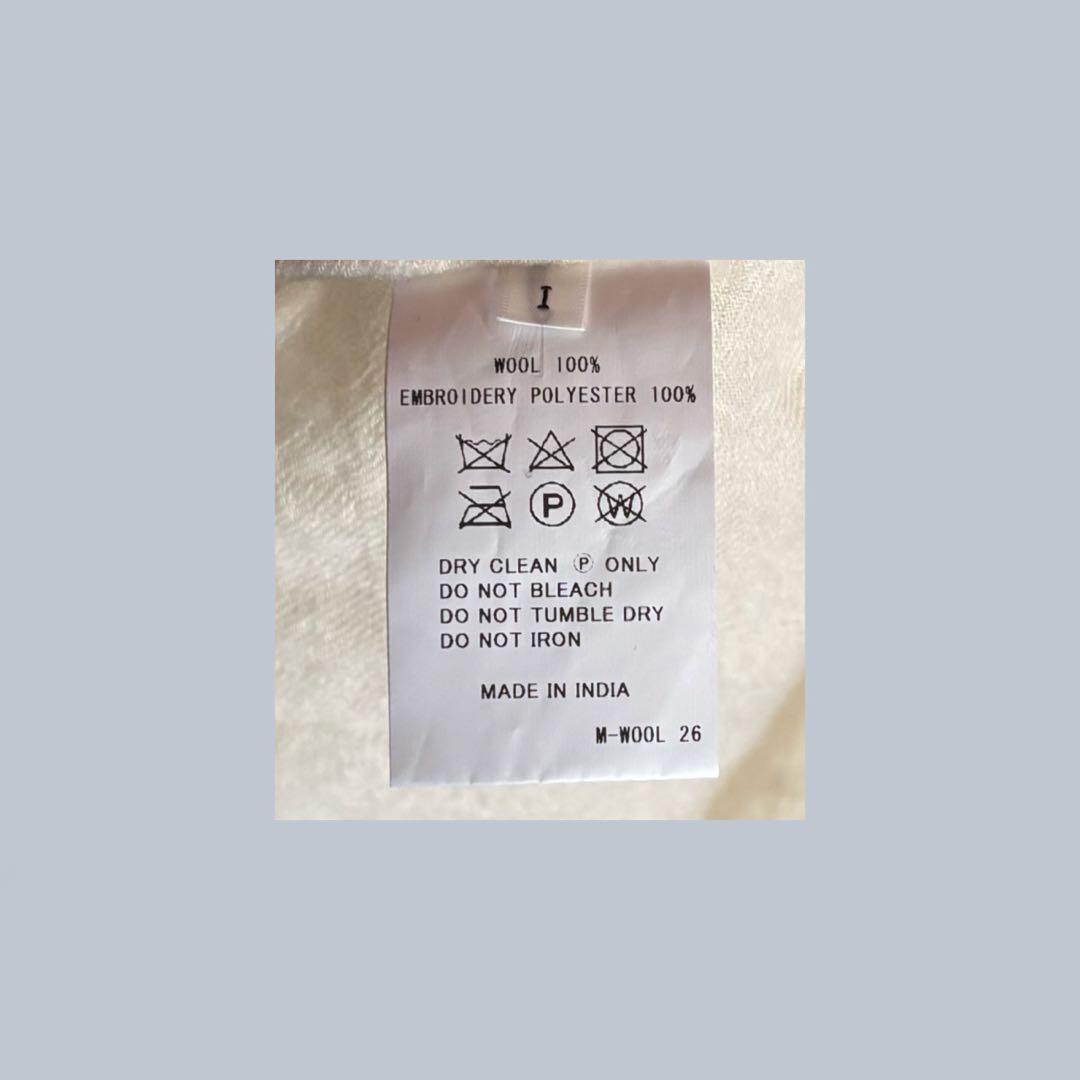 I
WOOL 100%
EMBROIDERY POLYESTER 100%
P W
DRY CLEAN Ⓟ ONLY
DO NOT BLEACH
DO NOT TUMBLE DRY
DO NOT IRON
MADE IN INDIA
M-WOOL 26